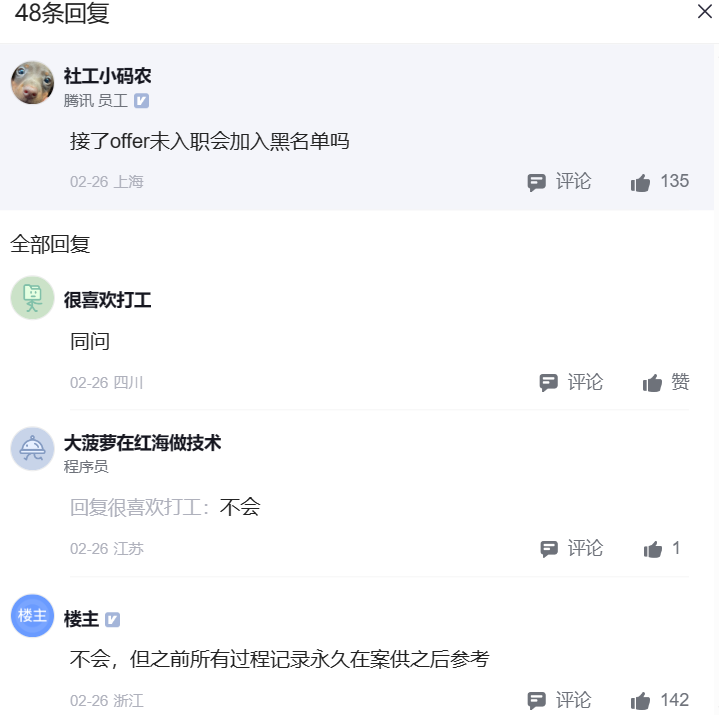 48条回复
社工小码农
腾讯 员工
接了offer未入职会加入黑名单吗
02-26 上海 评论 135
全部回复
很喜欢打工
同问
02-26 四川 评论 赞
大菠萝在红海做技术
程序员
回复很喜欢打工：不会
02-26 江苏 评论 1
楼主 楼主
不会，但之前所有过程记录永久在案供之后参考
02-26 浙江 评论 142